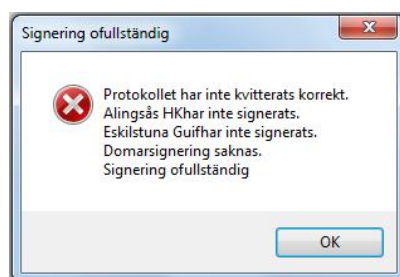 Signering ofullständig
Protokollet har inte kvitterats korrekt.
Alingsås HKhar inte signerats.
Eskilstuna Guifhar inte signerats.
Domarsignering saknas.
Signering ofullständig
OK